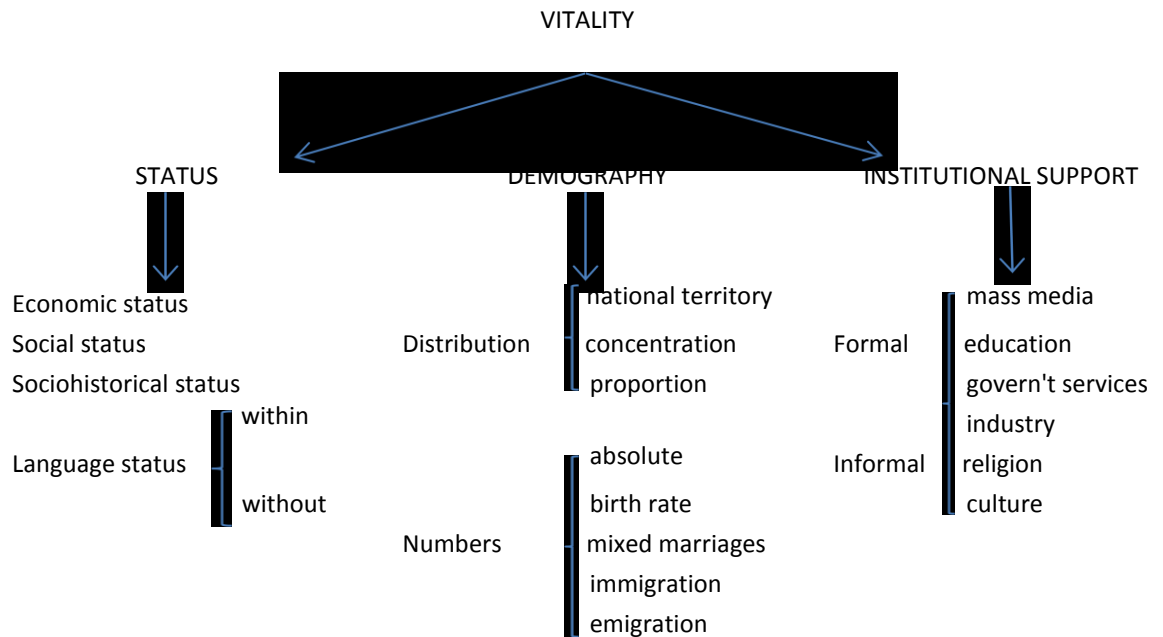 VITALITY
STATUS DEMOGRAPHY INSTITUTIONAL SUPPORT
Economic status
Social status
Sociohistorical status
within
Language status
without
national territory
Distribution concentration
proportion
absolute
birth rate
Numbers mixed marriages
immigration
emigration
mass media
Formal education
govern't services
industry
Informal religion
culture